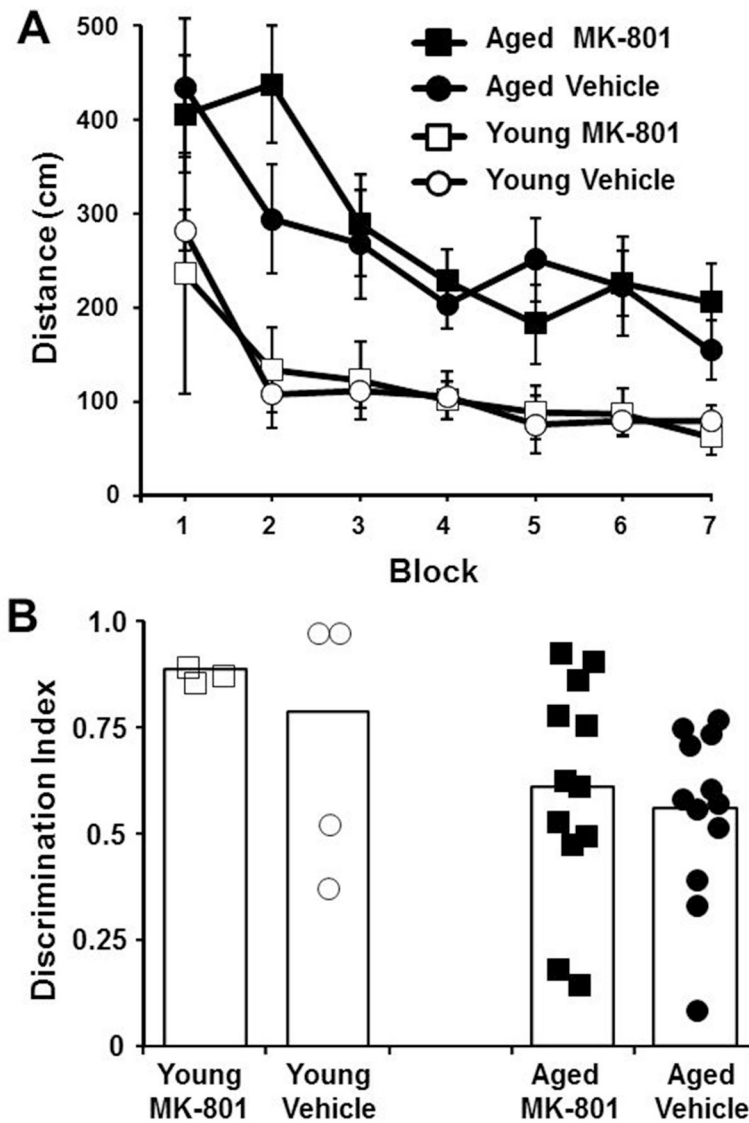 A
500
400
300
200
100
0
Distance (cm)
Aged MK-801
Aged Vehicle
Young MK-801
Young Vehicle
1 2 3 4 5 6 7
Block
B
1.0
0.75
0.5
0.25
0
Discrimination Index
Young
MK-801
Young
Vehicle
Aged
MK-801
Aged
Vehicle